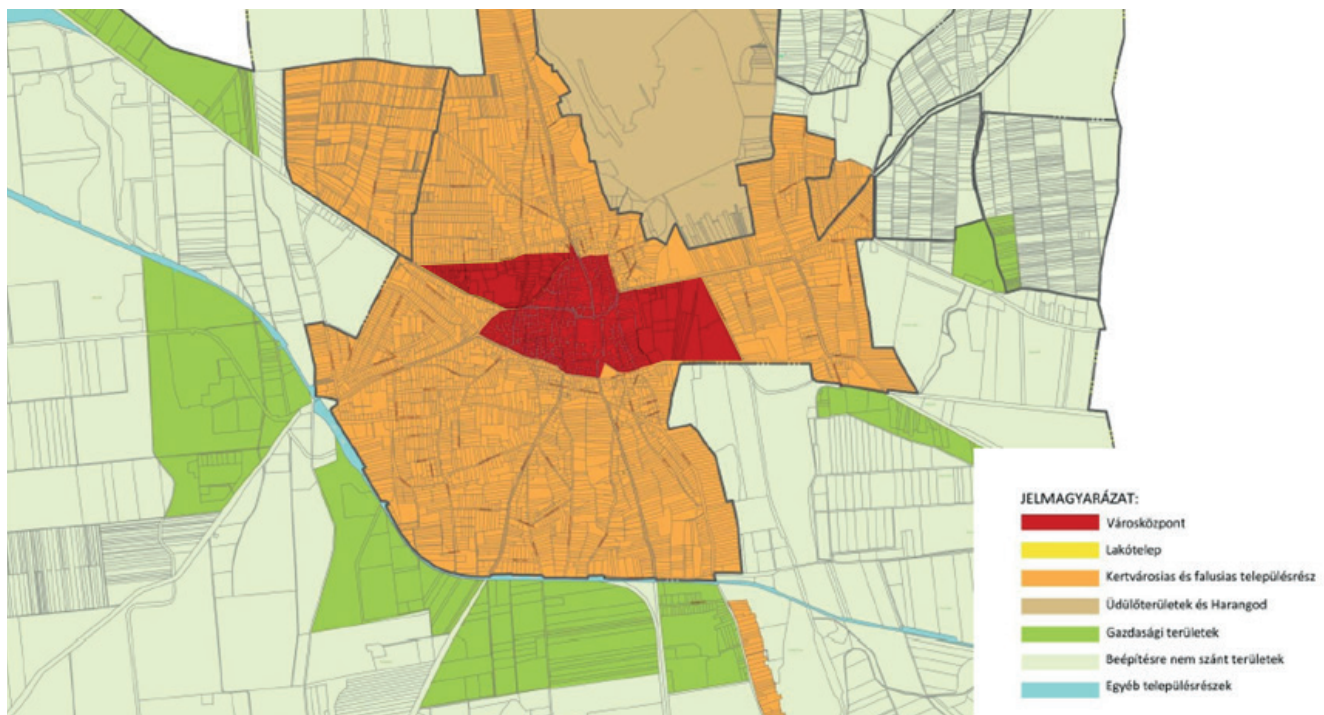 JELMAGYARÁZAT:
Városközpont
Lakótelep
Kertvárosias és falusias településrész
Üdülőterületek és Harangod
Gazdasági területek
Beépítésre nem szánt területek
Egyéb településrészek